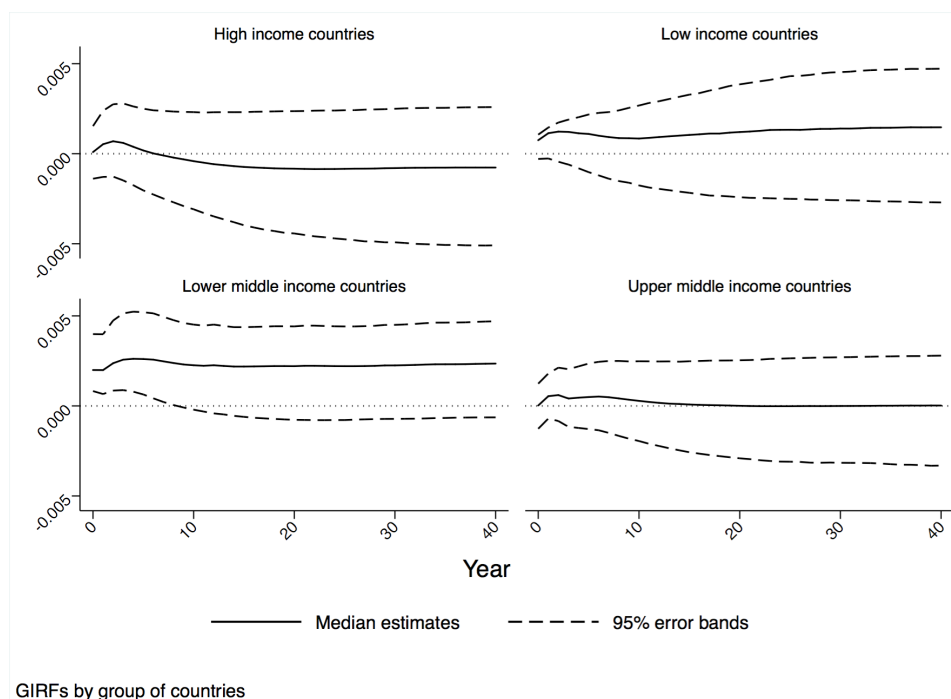 High income countries
Low income countries
0.005
0.000
-0.005
Lower middle income countries
Upper middle income countries
0.005
0.000
-0.005
0 10 20 30 40 0 10 20 30 40
Year
Median estimates 95% error bands
GIRFs by group of countries